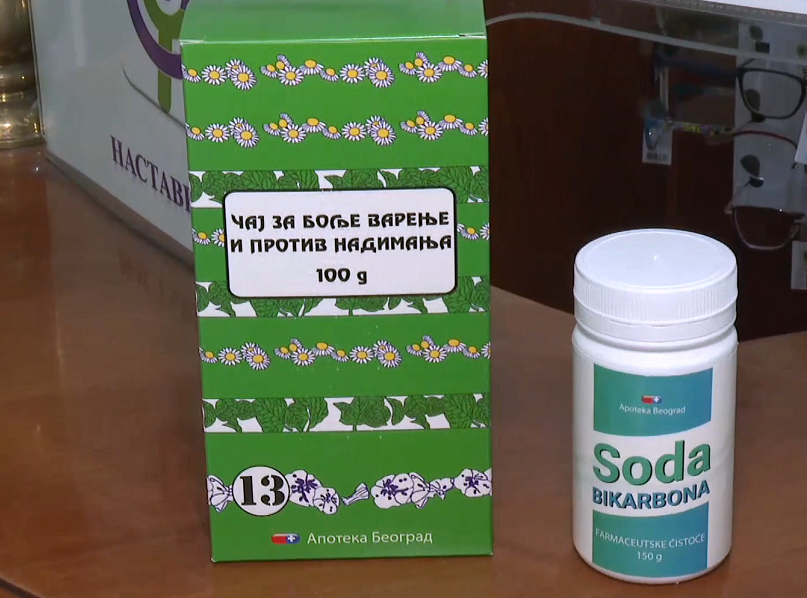 НАСТАВ
ЧАЈ ЗА БОЉЕ ВАРЕЊЕ
И ПРОТИВ НАДИМАЊА
100 g
13
Апотека Београд
Apoteka Beograd
Soda
BIKARBONA
FARMACEUTSKE ČISTOĆE
150 g